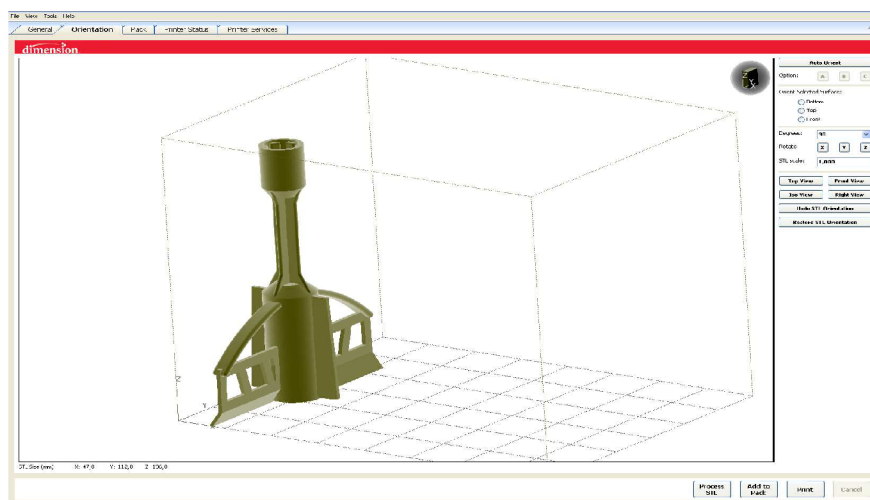 File View Tools Help
General Orientation Pack Printer Status Printer Services
dimension
Auto Orient
Option:
Orient Selected Surface:
Bottom
Top
Front
Degrees: 90
Rotate X Y Z
STL scale: 1,000
Top View Front View
Iso View Right View
Undo STL Orientation
Restore STL Orientation
Z
Y
STL Size (mm) X: 47,0 Y: 112,0
Process STL Add to Pack Print Cancel